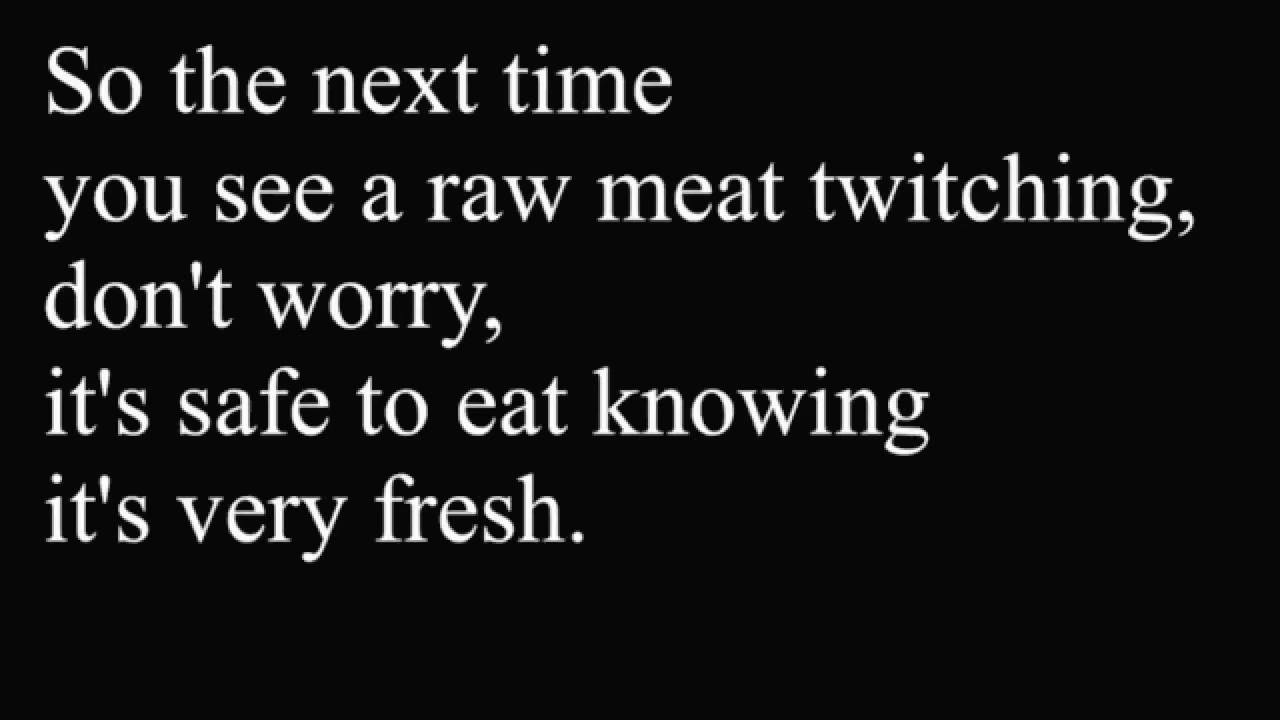 So the next time
you see a raw meat twitching,
don't worry,
it's safe to eat knowing
it's very fresh.